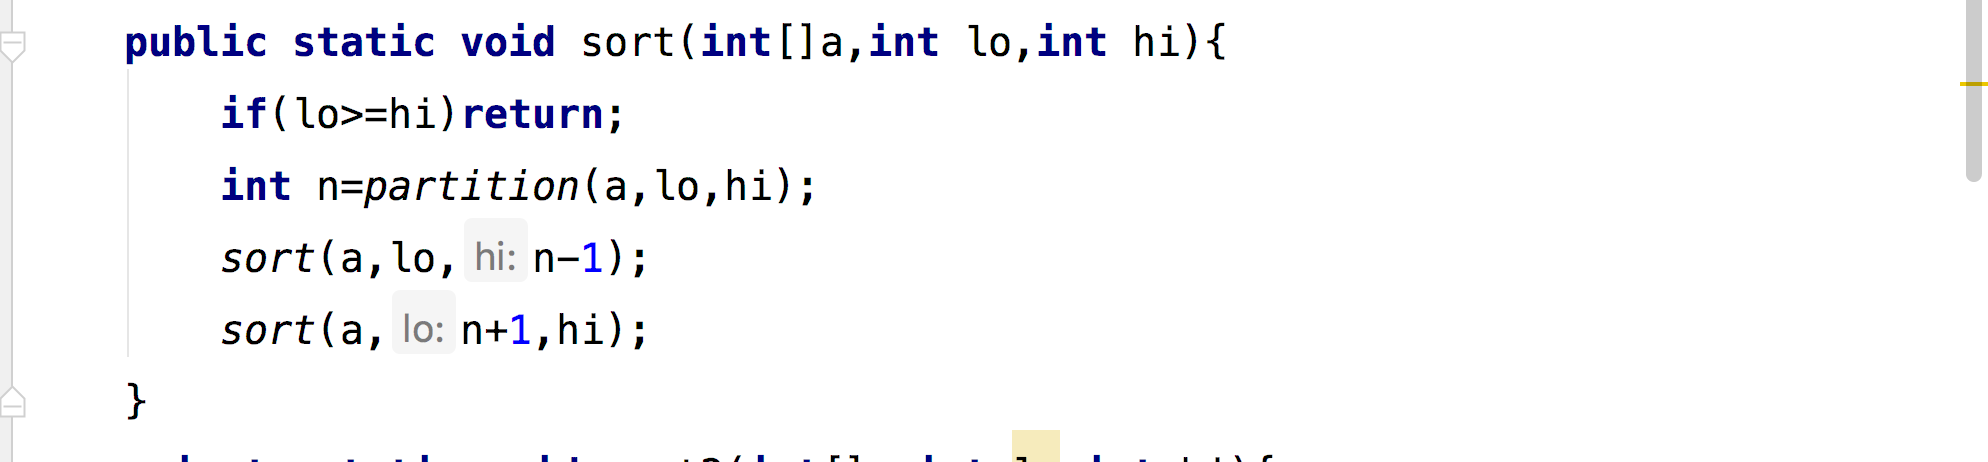 public static void sort(int[]a,int lo,int hi){
if(lo>=hi)return;
int n=partition(a,lo,hi);
sort(a,lo, hi: n-1);
sort(a, lo: n+1,hi);
}